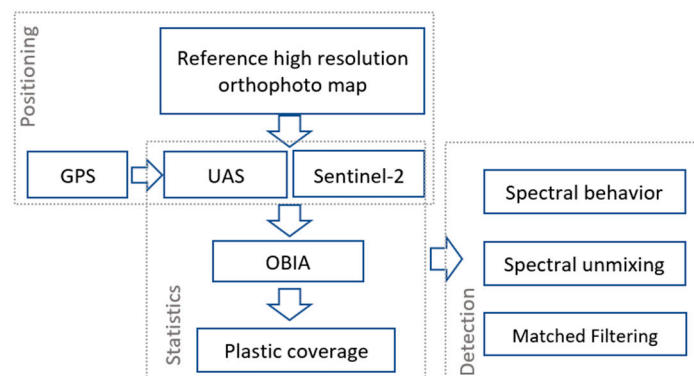 Positioning
Reference high resolution
orthophoto map
GPS
UAS
Sentinel-2
OBIA
Plastic coverage
Statistics
Spectral behavior
Spectral unmixing
Matched Filtering
Detection